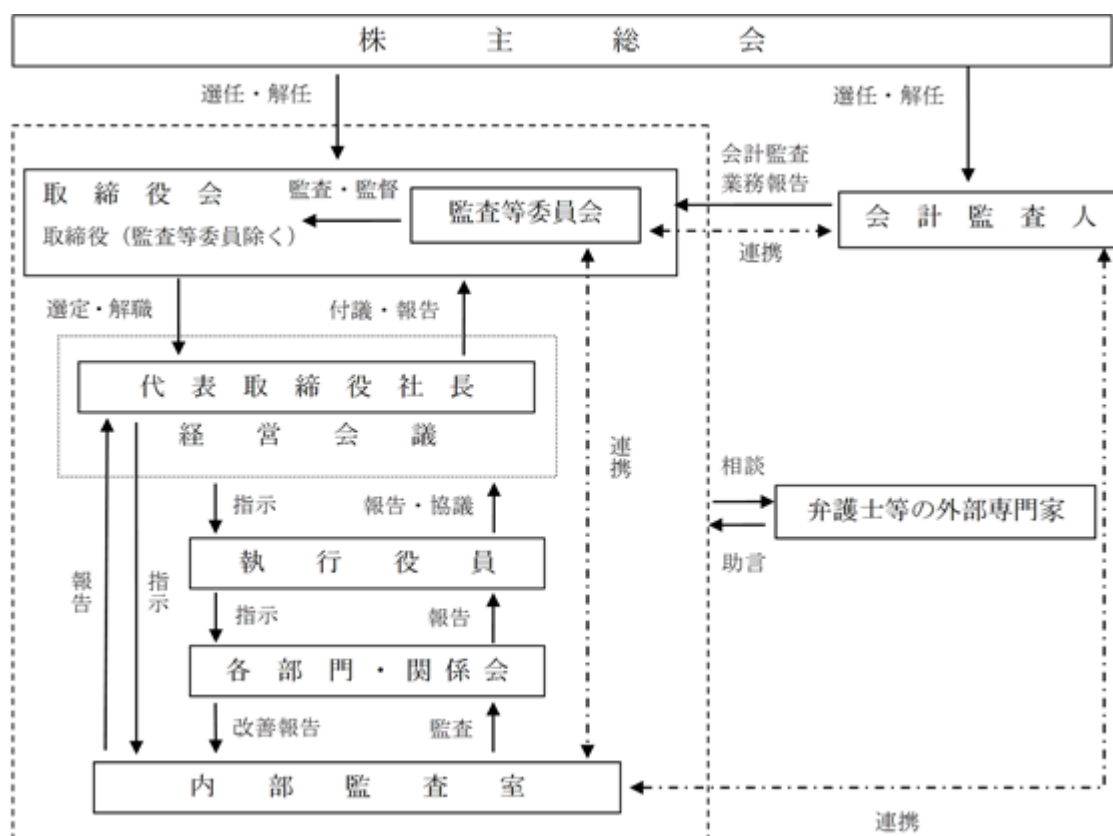 株主総会
選任・解任
選任・解任
会計監査
業務報告
取締役会
監査・監督
監査等委員会
会計監査人
取締役（監査等委員除く）
連携
選定・解職
付議・報告
代表取締役社長
経営会議
連携
相談
指示
報告・協議
弁護士等の外部専門家
執行役員
助言
報告
指示
指示
報告
各部門・関係会
改善報告
監査
内部監査室
連携